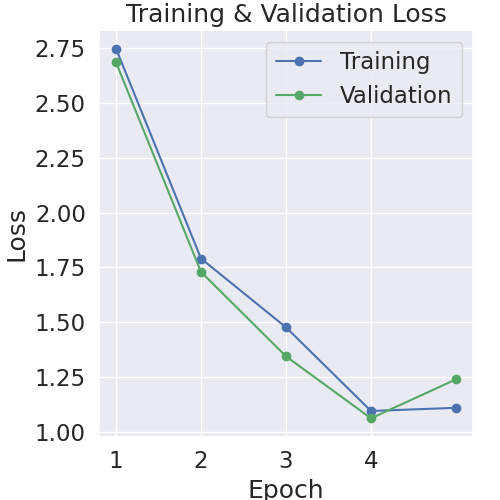 Training & Validation Loss
Training
Validation
Loss
2.75
2.50
2.25
2.00
1.75
1.50
1.25
1.00
1 2 3 4
Epoch